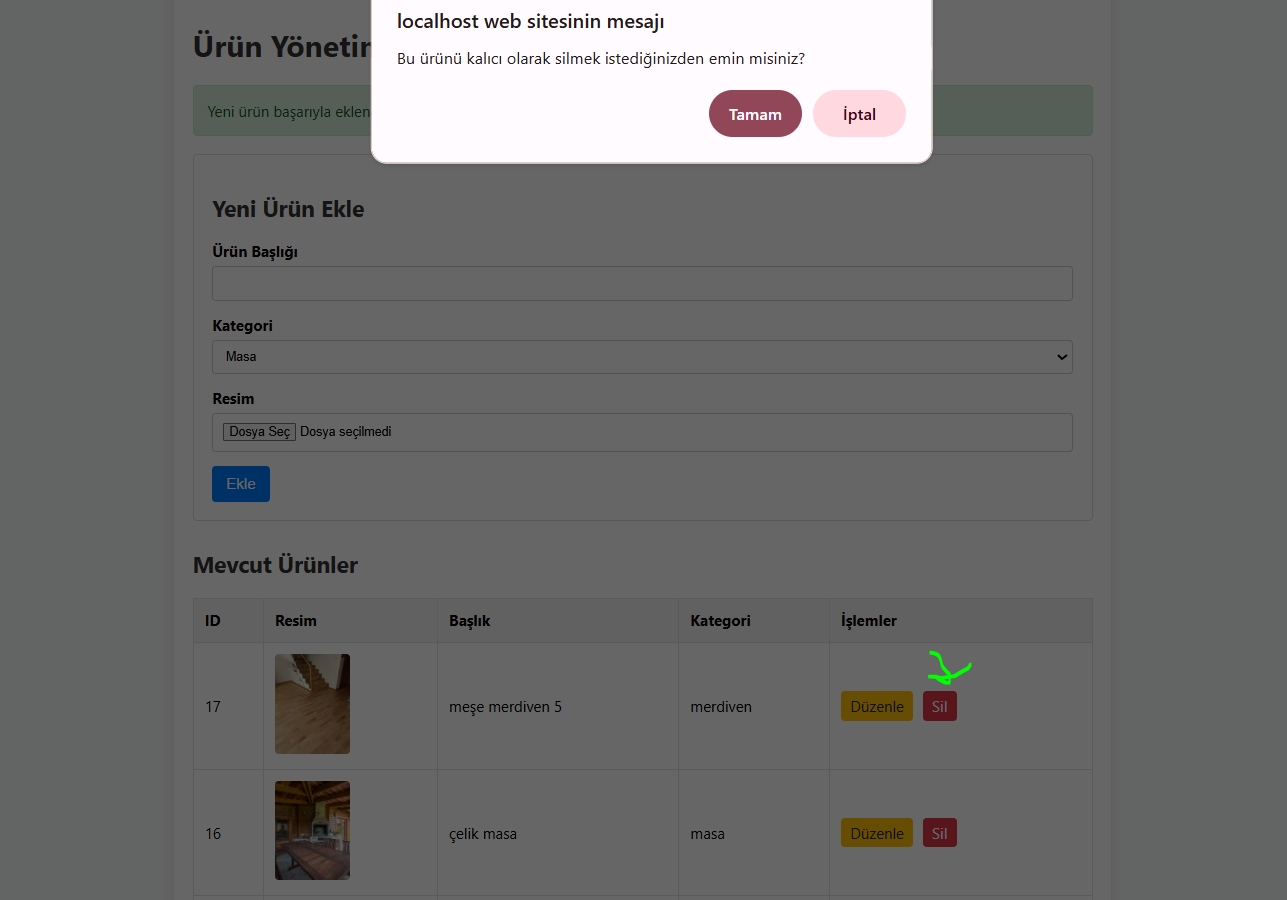 localhost web sitesinin mesajı
Bu ürünü kalıcı olarak silmek istediğinizden emin misiniz?
Tamam İptal
Ürün
Yeni ürün başarıyla
Yeni Ürün Ekle
Ürün Başlığı
Kategori
Masa
Resim
Dosya Seç Dosya seçilmedi
Ekle
Mevcut Ürünler
ID Resim Başlık Kategori İşlemler
17 meşe merdiven 5 merdiven Düzenle Sil
16 çelik masa masa Düzenle Sil